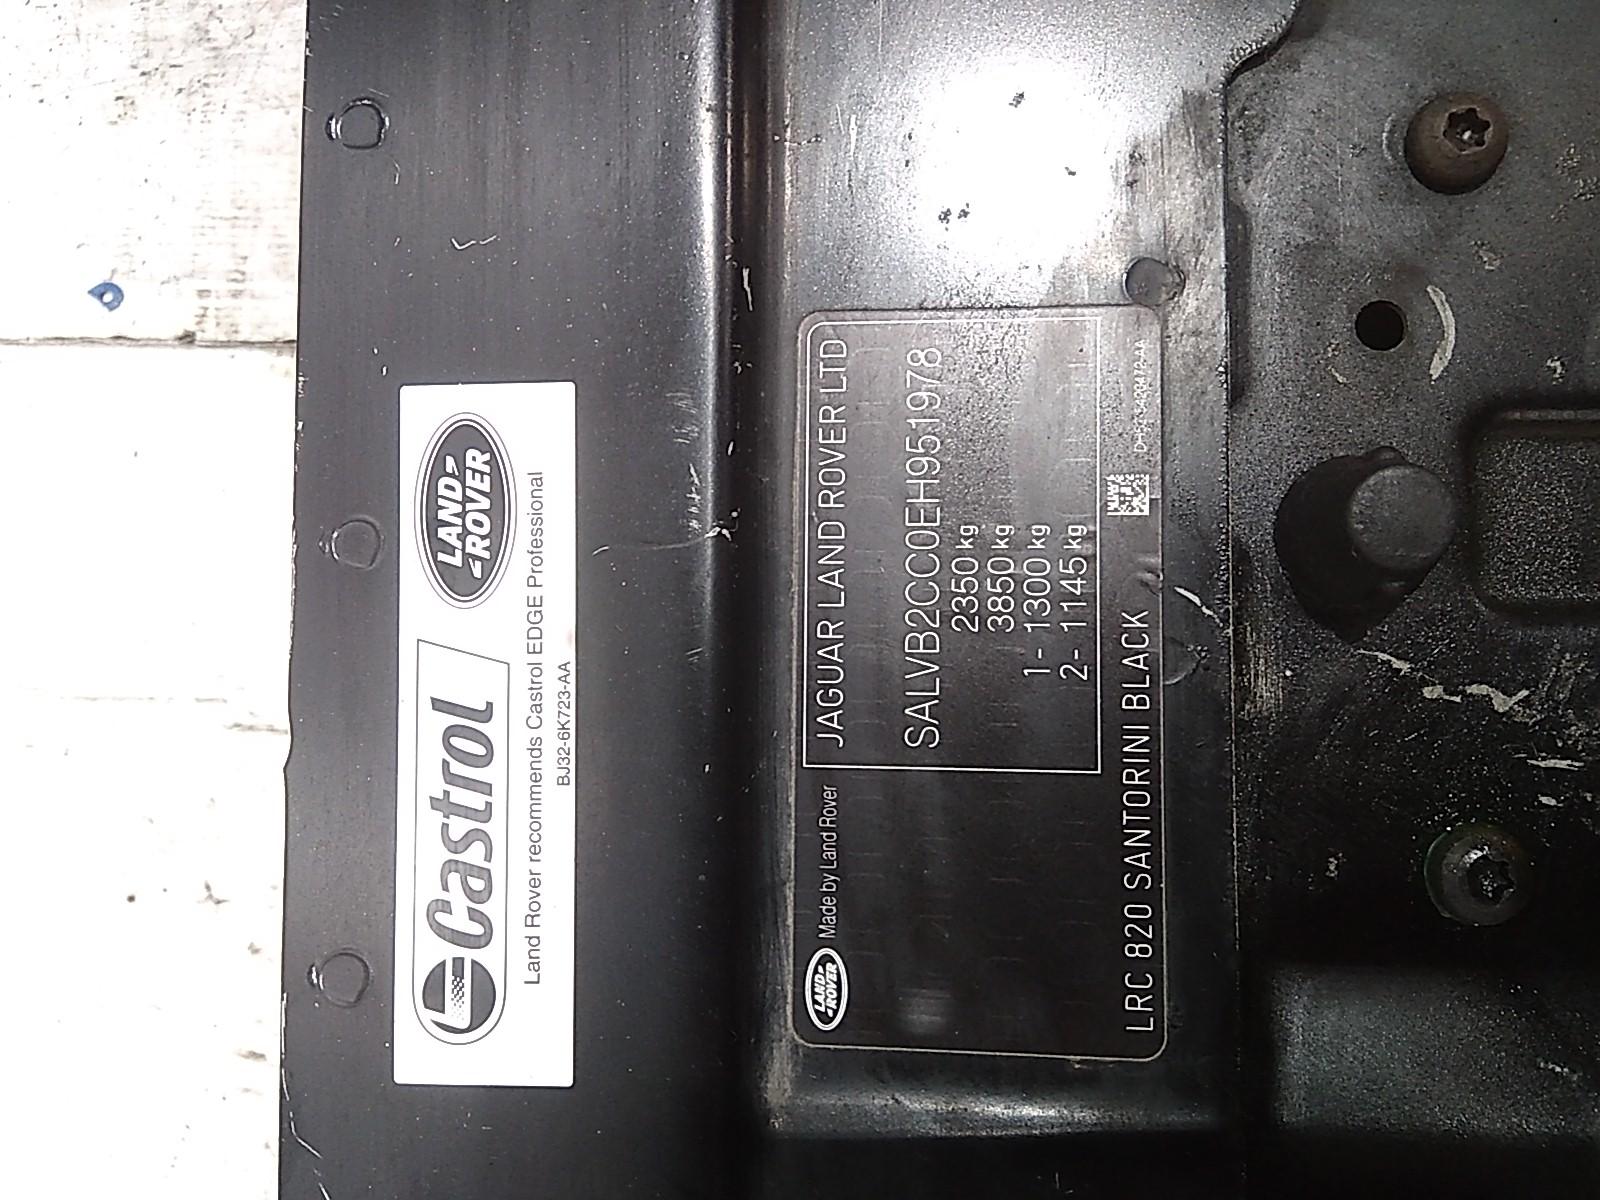 Castrol
LAND
ROVER
Land Rover recommends Castrol EDGE Professional
BJ32-6K723-AA
LAND
ROVER
Made by Land Rover
JAGUAR LAND ROVER LTD
SALVB2CC0EH951978
2350 kg
3850 kg
1- 1300 kg
2- 1145 kg
LRC 820 SANTORINI BLACK